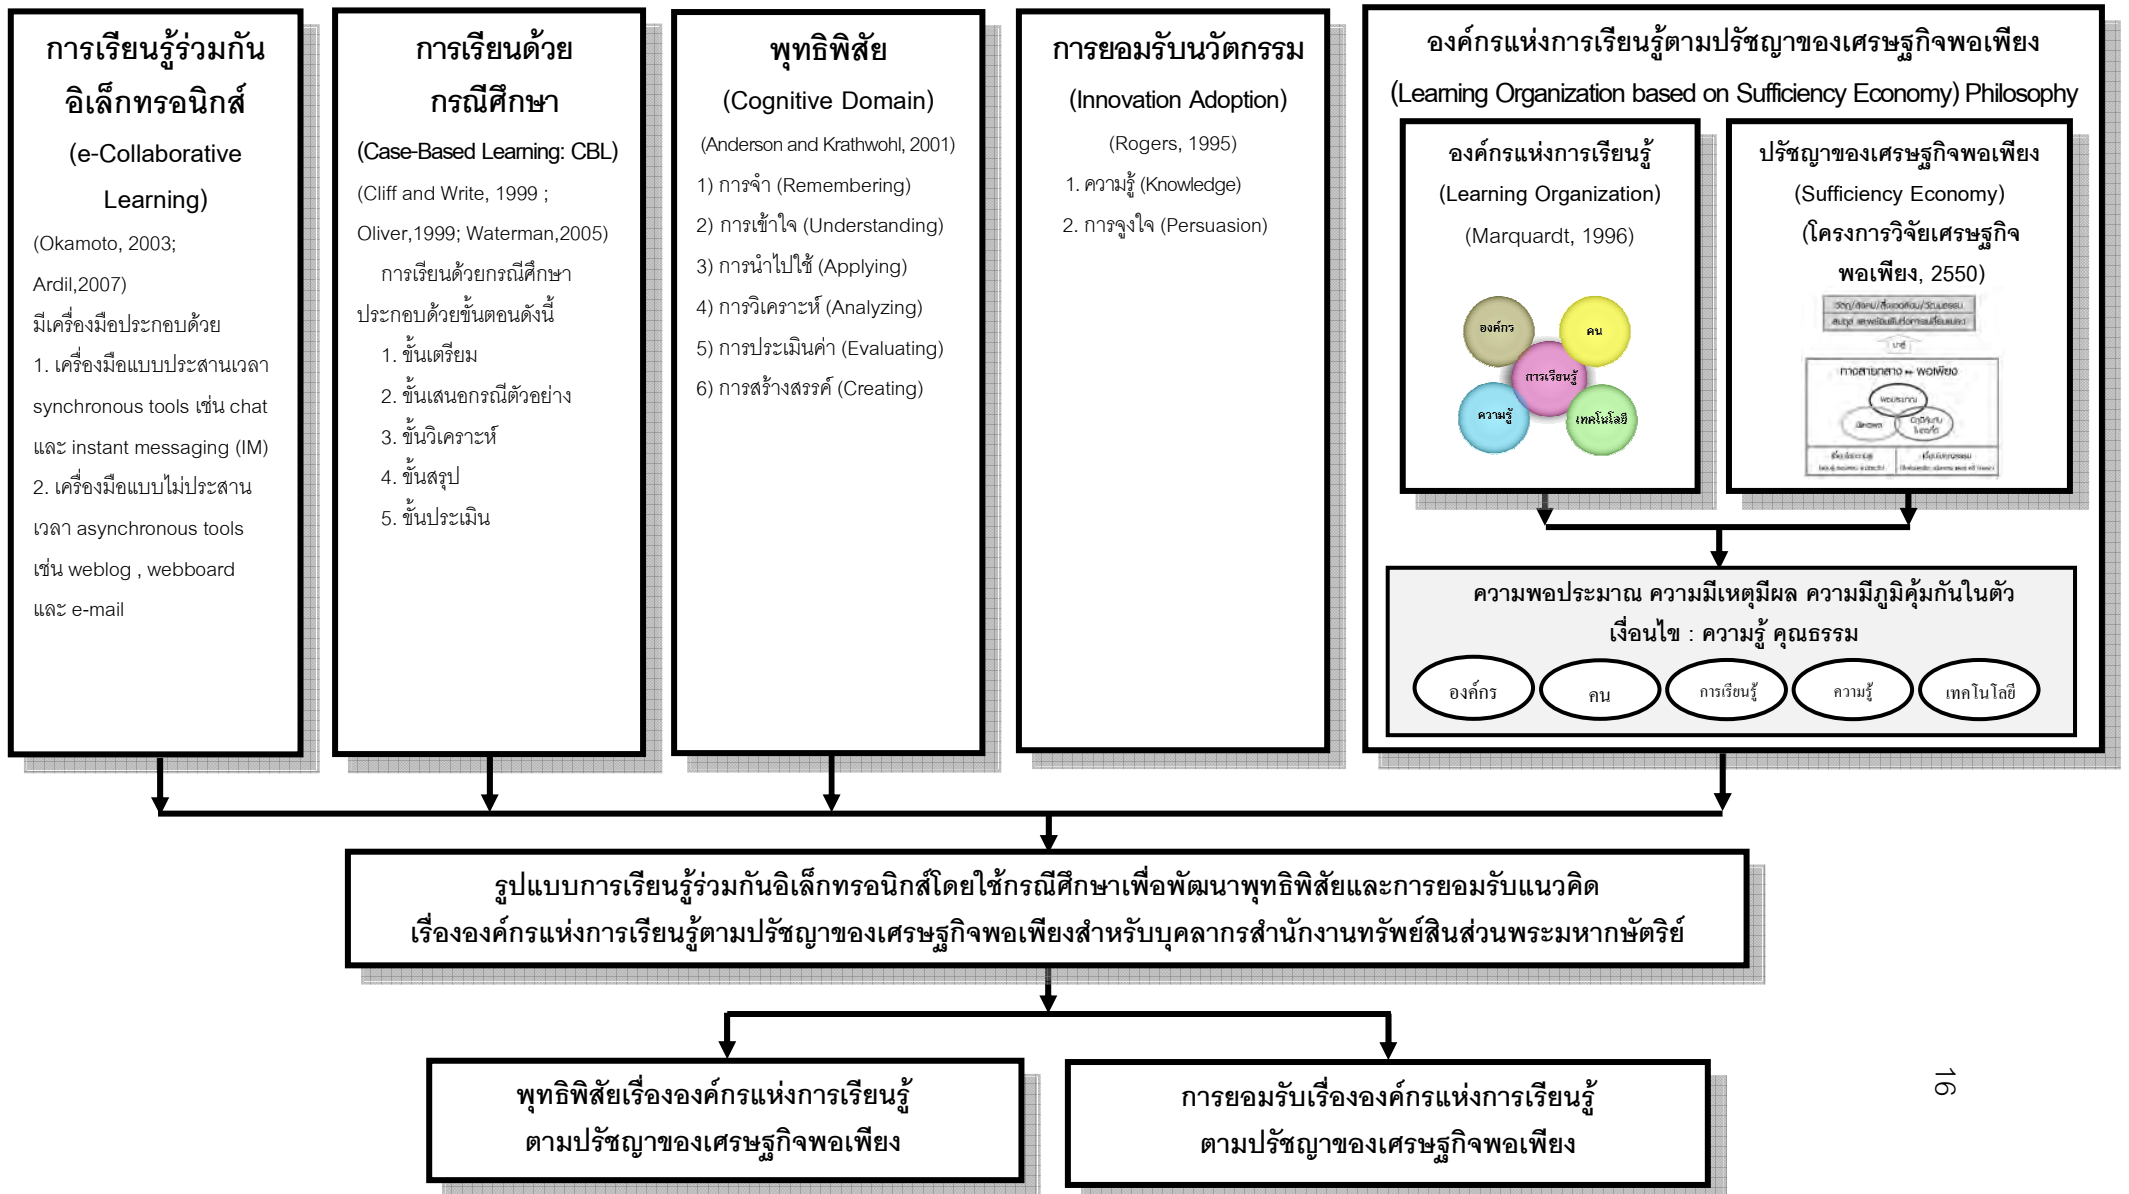 การเรียนรู้ร่วมกัน
อิเล็กทรอนิกส์
(e-Collaborative
Learning)
(Okamoto, 2003;
Ardil,2007)
มีเครื่องมือประกอบด้วย
1. เครื่องมือแบบประสานเวลา
synchronous tools เช่น chat
และ instant messaging (IM)
2. เครื่องมือแบบไม่ประสาน
เวลา asynchronous tools
เช่น weblog , webboard
และ e-mail
การเรียนด้วย
กรณีศึกษา
(Case-Based Learning: CBL)
(Cliff and Write, 1999 ;
Oliver,1999; Waterman,2005)
การเรียนด้วยกรณีศึกษา
ประกอบด้วยขั้นตอนดังนี้
1. ขั้นเตรียม
2. ขั้นเสนอกรณีตัวอย่าง
3. ขั้นวิเคราะห์
4. ขั้นสรุป
5. ขั้นประเมิน
พุทธิพิสัย
(Cognitive Domain)
(Anderson and Krathwohl, 2001)
1) การจำ (Remembering)
2) การเข้าใจ (Understanding)
3) การนำไปใช้ (Applying)
4) การวิเคราะห์ (Analyzing)
5) การประเมินค่า (Evaluating)
6) การสร้างสรรค์ (Creating)
การยอมรับนวัตกรรม
(Innovation Adoption)
(Rogers, 1995)
1. ความรู้ (Knowledge)
2. การจูงใจ (Persuasion)
องค์กรแห่งการเรียนรู้ตามปรัชญาของเศรษฐกิจพอเพียง
(Learning Organization based on Sufficiency Economy) Philosophy
องค์กรแห่งการเรียนรู้
(Learning Organization)
(Marquardt, 1996)
องค์กร
คน
การเรียนรู้
ความรู้
เทคโนโลยี
ปรัชญาของเศรษฐกิจพอเพียง
(Sufficiency Economy)
(โครงการวิจัยเศรษฐกิจ
พอเพียง, 2550)
นำสู่
ทางสายกลาง พอเพียง
พอประมาณ
ความพอประมาณ ความมีเหตุมีผล ความมีภูมิคุ้มกันในตัว
เงื่อนไข : ความรู้ คุณธรรม
องค์กร
คน
การเรียนรู้
ความรู้
เทคโนโลยี
รูปแบบการเรียนรู้ร่วมกันอิเล็กทรอนิกส์โดยใช้กรณีศึกษาเพื่อพัฒนาพุทธิพิสัยและการยอมรับแนวคิด
เรื่ององค์กรแห่งการเรียนรู้ตามปรัชญาของเศรษฐกิจพอเพียงสำหรับบุคลากรสำนักงานทรัพย์สินส่วนพระมหากษัตริย์
พุทธิพิสัยเรื่ององค์กรแห่งการเรียนรู้
ตามปรัชญาของเศรษฐกิจพอเพียง
การยอมรับเรื่ององค์กรแห่งการเรียนรู้
ตามปรัชญาของเศรษฐกิจพอเพียง
16